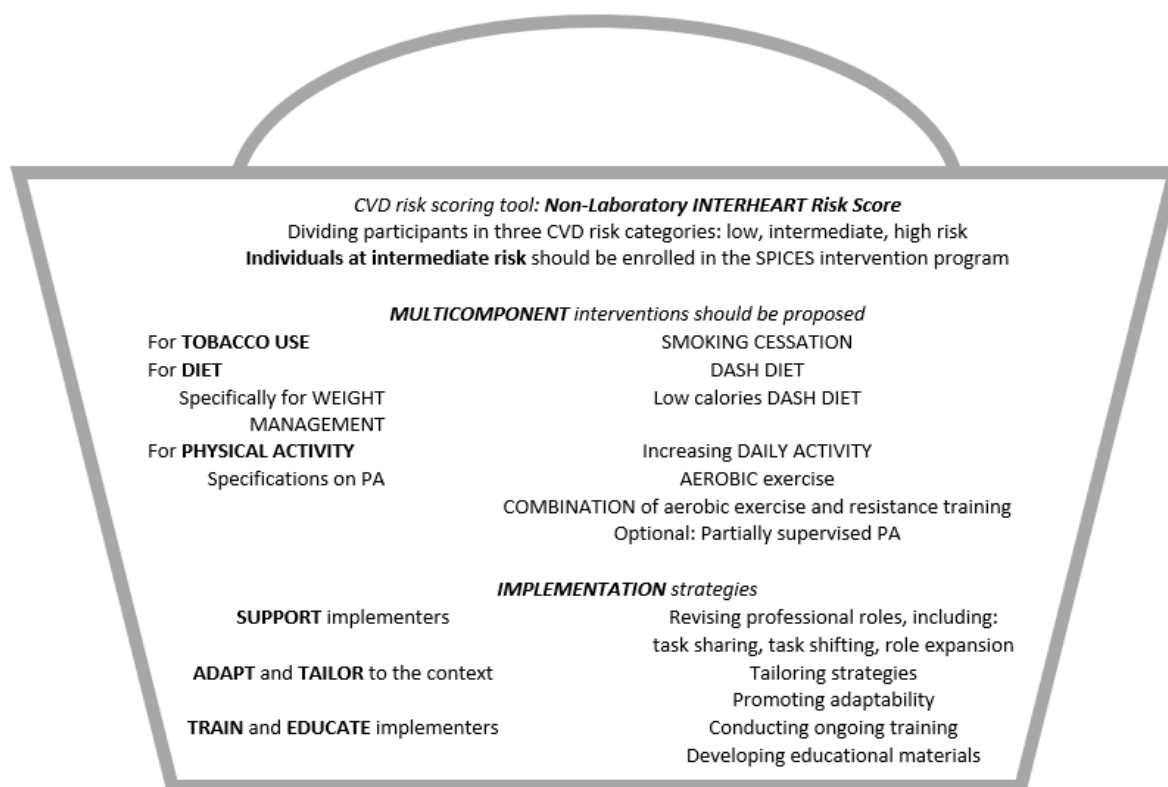 CVD risk scoring tool: Non-Laboratory INTERHEART Risk Score
Dividing participants in three CVD risk categories: low, intermediate, high risk
Individuals at intermediate risk should be enrolled in the SPICES intervention program
MULTICOMPONENT interventions should be proposed
For TOBACCO USE SMOKING CESSATION
For DIET DASH DIET
Specifically for WEIGHT Low calories DASH DIET
MANAGEMENT
For PHYSICAL ACTIVITY Increasing DAILY ACTIVITY
Specifications on PA AEROBIC exercise
COMBINATION of aerobic exercise and resistance training
Optional: Partially supervised PA
IMPLEMENTATION strategies
SUPPORT implementers Revising professional roles, including:
task sharing, task shifting, role expansion
ADAPT and TAILOR to the context Tailoring strategies
Promoting adaptability
TRAIN and EDUCATE implementers Conducting ongoing training
Developing educational materials